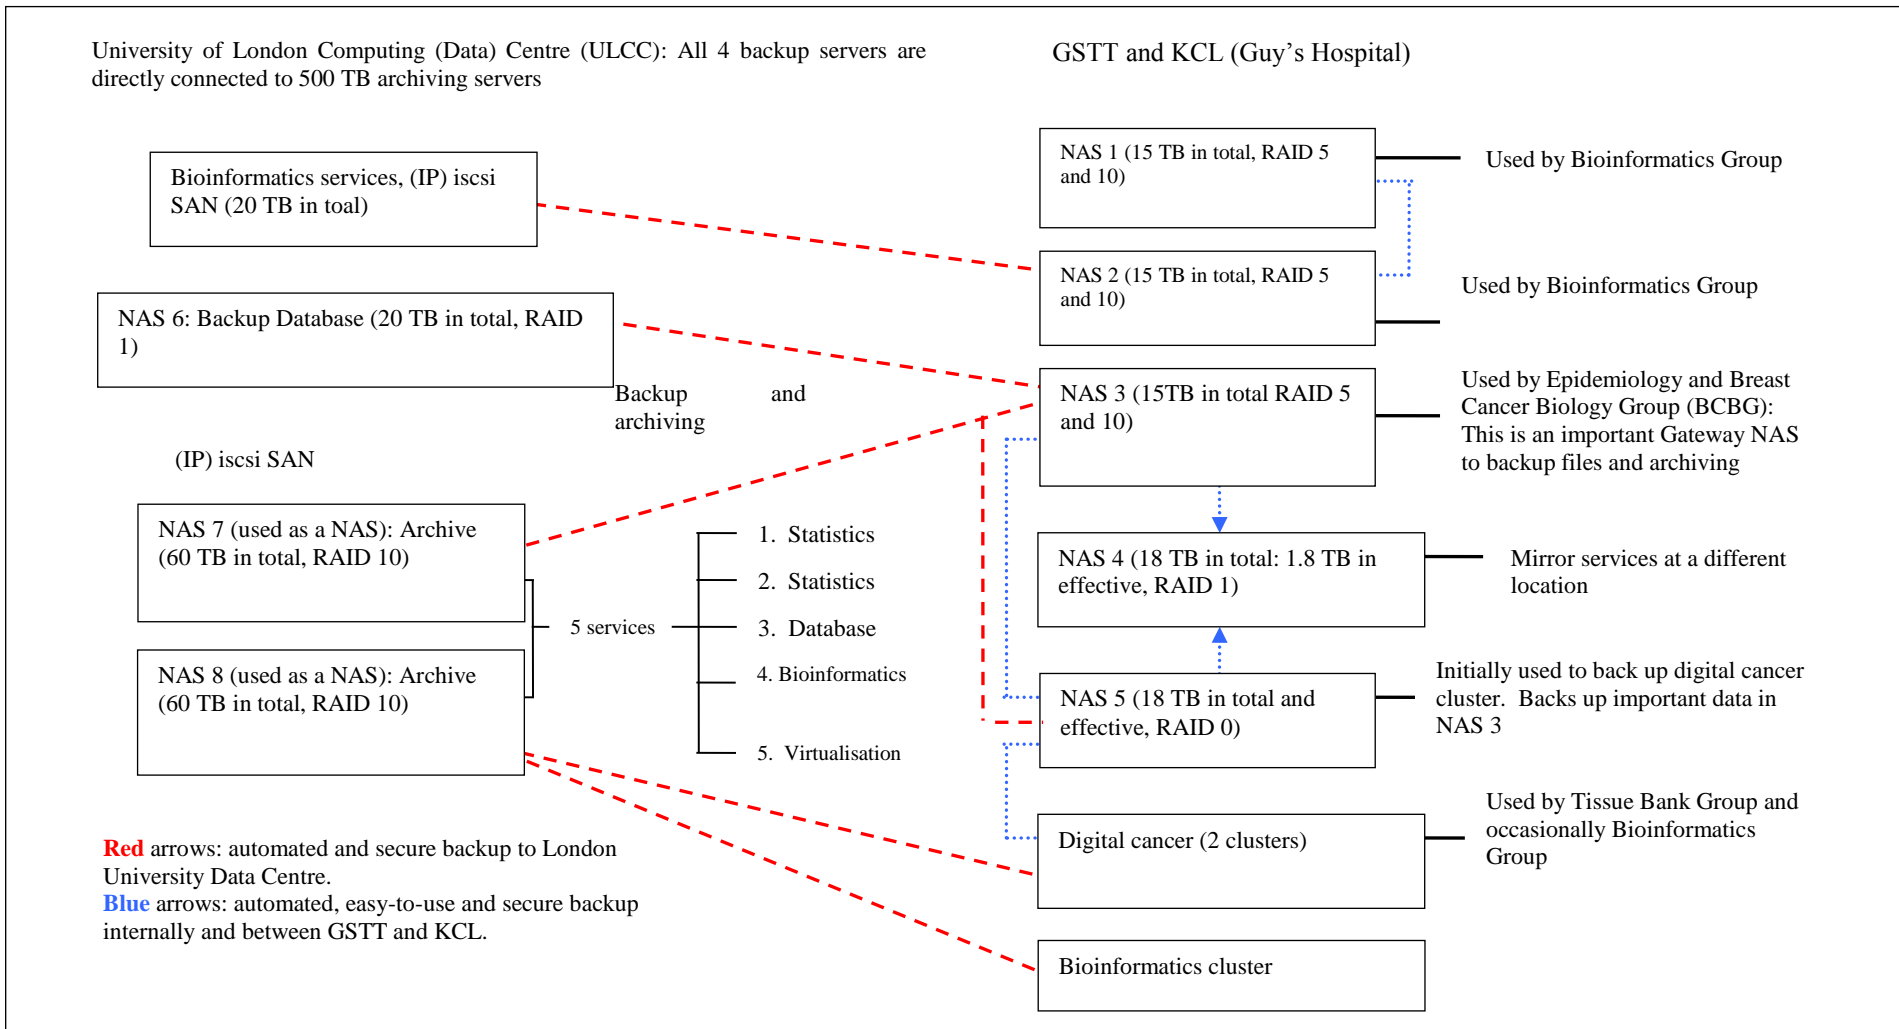 University of London Computing (Data) Centre (ULCC): All 4 backup servers are
directly connected to 500 TB archiving servers
GSTT and KCL (Guy's Hospital)
Bioinformatics services, (IP) iscsi
SAN (20 TB in toal)
NAS 6: Backup Database (20 TB in total, RAID
1)
Backup and
archiving
(IP) iscsi SAN
NAS 7 (used as a NAS): Archive
(60 TB in total, RAID 10)
NAS 8 (used as a NAS): Archive
(60 TB in total, RAID 10)
5 services
1. Statistics
2. Statistics
3. Database
4. Bioinformatics
5. Virtualisation
Red arrows: automated and secure backup to London
University Data Centre.
Blue arrows: automated, easy-to-use and secure backup
internally and between GSTT and KCL.
NAS 1 (15 TB in total, RAID 5
and 10)
Used by Bioinformatics Group
NAS 2 (15 TB in total, RAID 5
and 10)
Used by Bioinformatics Group
NAS 3 (15TB in total RAID 5
and 10)
Used by Epidemiology and Breast
Cancer Biology Group (BCBG):
This is an important Gateway NAS
to backup files and archiving
NAS 4 (18 TB in total: 1.8 TB in
effective, RAID 1)
Mirror services at a different
location
NAS 5 (18 TB in total and
effective, RAID 0)
Initially used to back up digital cancer
cluster. Backs up important data in
NAS 3
Digital cancer (2 clusters)
Used by Tissue Bank Group and
occasionally Bioinformatics
Group
Bioinformatics cluster